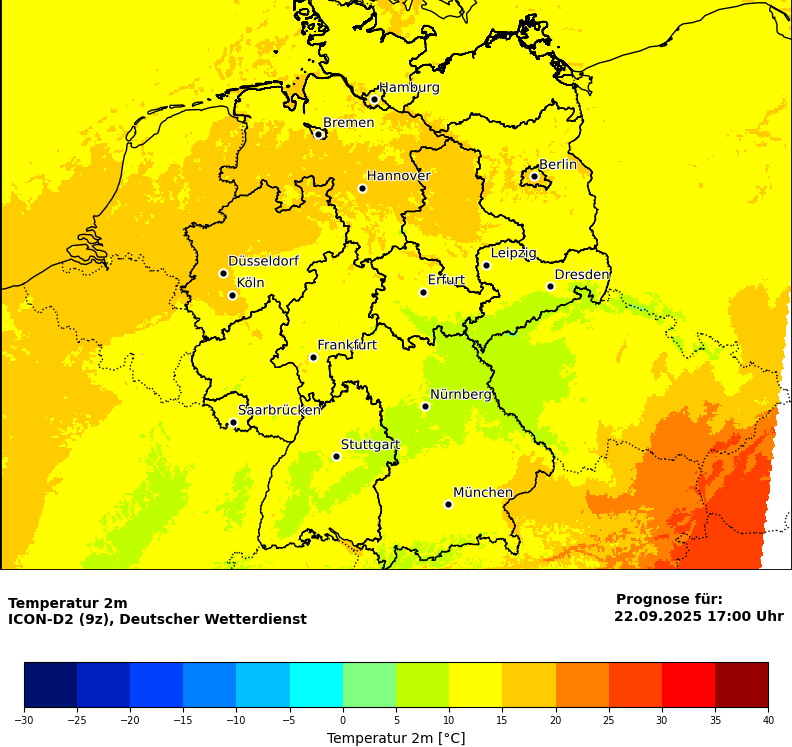 Hamburg
Bremen
Berlin
Hannover
Leipzig
Düsseldorf
Dresden
Köln
Erfurt
Frankfurt
Nürnberg
Saarbrücken
Stuttgart
München
Temperatur 2m
ICON-D2 (9z), Deutscher Wetterdienst
Prognose für:
22.09.2025 17:00 Uhr
−30 −25 −20 −15 −10 −5 0 5 10 15 20 25 30 35 40
Temperatur 2m [°C]